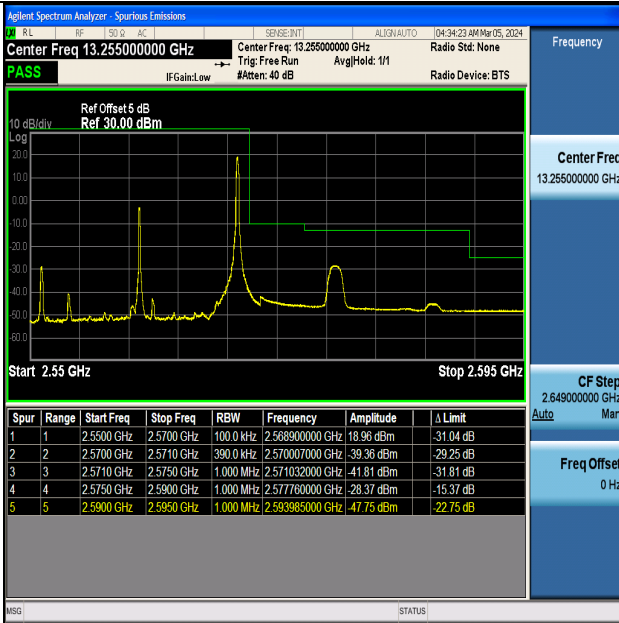 Agilent Spectrum Analyzer - Spurious Emissions
LXI RL RF 50 Ω AC SENSE:INT ALIGN AUTO 04:34:23 AM Mar 05, 2024
Center Freq 13.255000000 GHz Center Freq: 13.255000000 GHz Radio Std: None
Trig: Free Run Avg|Hold: 1/1
PASS IFGain:Low #Atten: 40 dB Radio Device: BTS
Frequency
Ref Offset 5 dB
10 dB/div Ref 30.00 dBm
Log
20.0
10.0
0.00
-10.0
-20.0
-30.0
-40.0
-50.0
-60.0
Start 2.55 GHz Stop 2.595 GHz
Spur Range Start Freq Stop Freq RBW Frequency Amplitude Δ Limit
1 1 2.5500 GHz 2.5700 GHz 100.0 kHz 2.568900000 GHz 18.96 dBm -31.04 dB
2 2 2.5700 GHz 2.5710 GHz 390.0 kHz 2.570007000 GHz -39.36 dBm -29.25 dB
3 3 2.5710 GHz 2.5750 GHz 1.000 MHz 2.571032000 GHz -41.81 dBm -31.81 dB
4 4 2.5750 GHz 2.5900 GHz 1.000 MHz 2.577760000 GHz -28.37 dBm -15.37 dB
5 5 2.5900 GHz 2.5950 GHz 1.000 MHz 2.593985000 GHz -47.75 dBm -22.75 dB
Center Freq
13.255000000 GHz
CF Step
2.649000000 GHz
Auto Man
Freq Offset
0 Hz
MSG STATUS